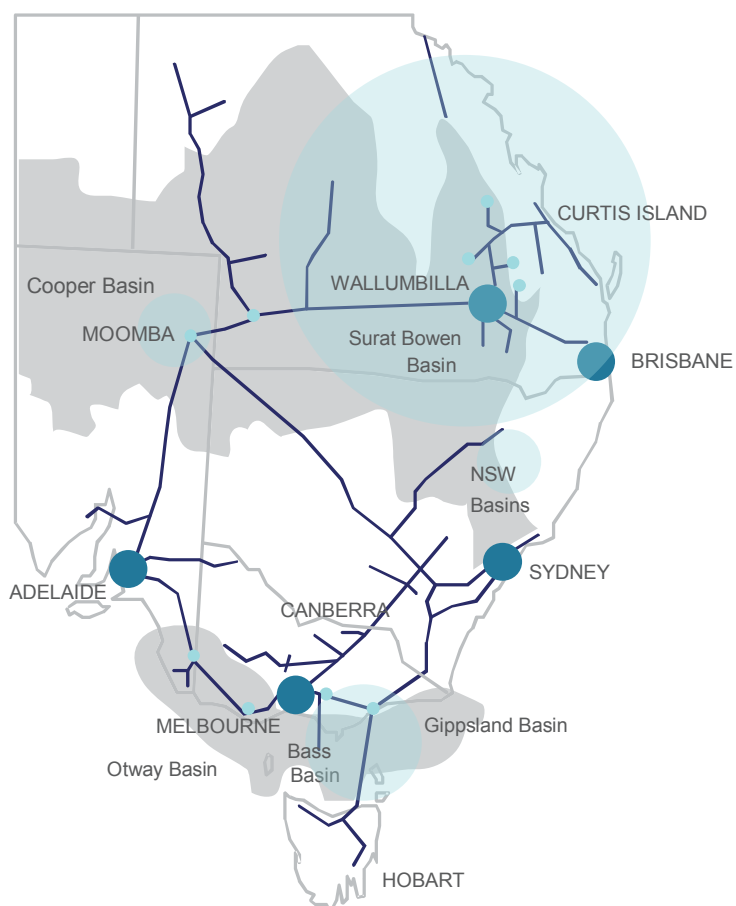 CURTIS ISLAND
Cooper Basin
WALLUMBILLA
MOOMBA
Surat Bowen
Basin
BRISBANE
NSW
Basins
SYDNEY
ADELAIDE
CANBERRA
MELBOURNE
Gippsland Basin
Bass
Basin
Otway Basin
HOBART